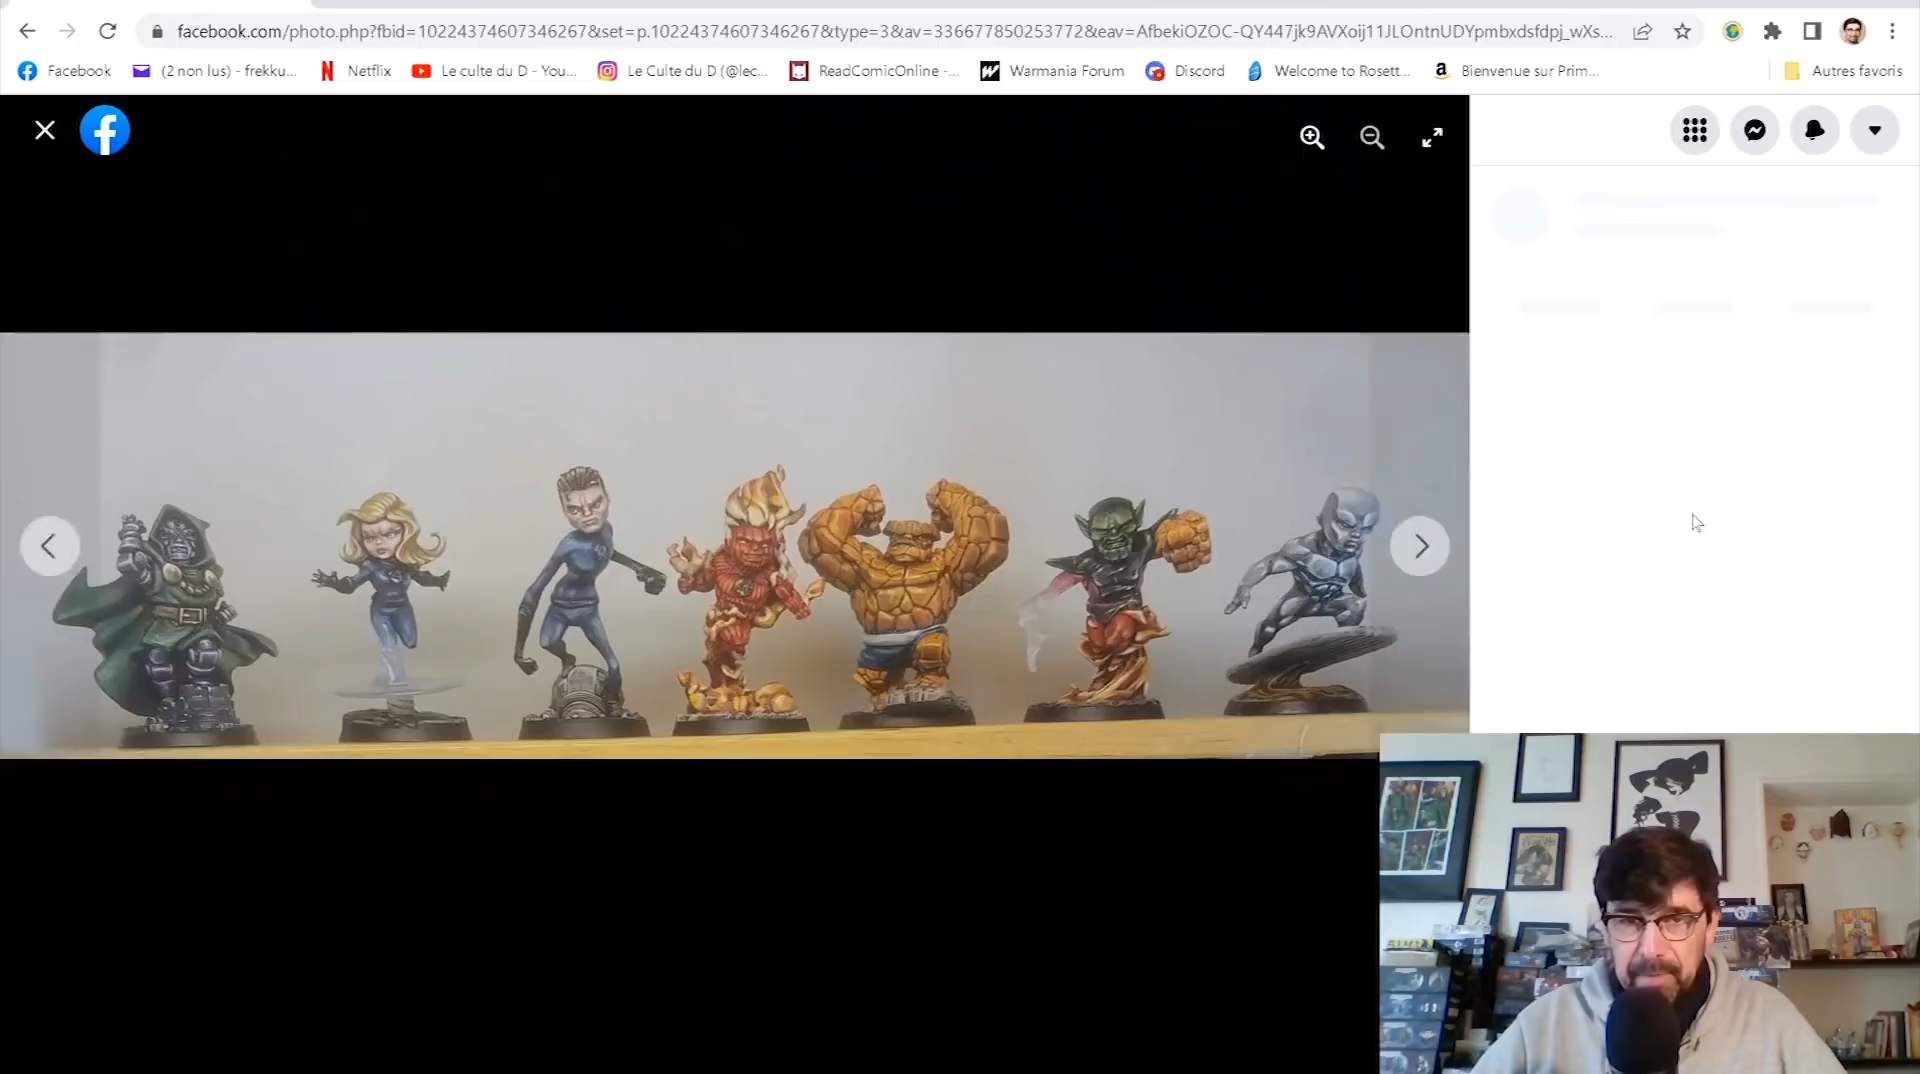 facebook.com/photo.php?fbid=10224374607346267&set=p.10224374607346267&type=3&av=336677850253772&eav=AfbekiOZOC-QY447jk9AVXoij11JLOntnUDYpmbxdsfdpj_wXs...
Facebook (2 non lus) - frekku... Netflix Le culte du D - You... Le Culte du D (@lec... ReadComicOnline -... Warmania Forum Discord Welcome to Rosett... Bienvenue sur Prim... Autres favoris